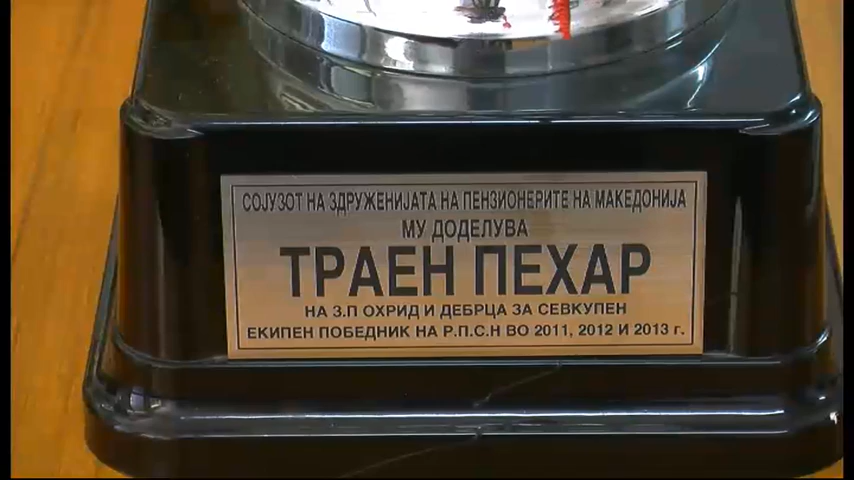 СОЈУЗОТ НА ЗДРУЖЕНИЈАТА НА ПЕНЗИОНЕРИТЕ НА МАКЕДОНИЈА
МУ ДОДЕЛУВА
ТРАЕН ПЕХАР
НА З.П ОХРИД И ДЕБРЦА ЗА СЕВКУПЕН
ЕКИПЕН ПОБЕДНИК НА Р.П.С.Н ВО 2011, 2012 И 2013 г.